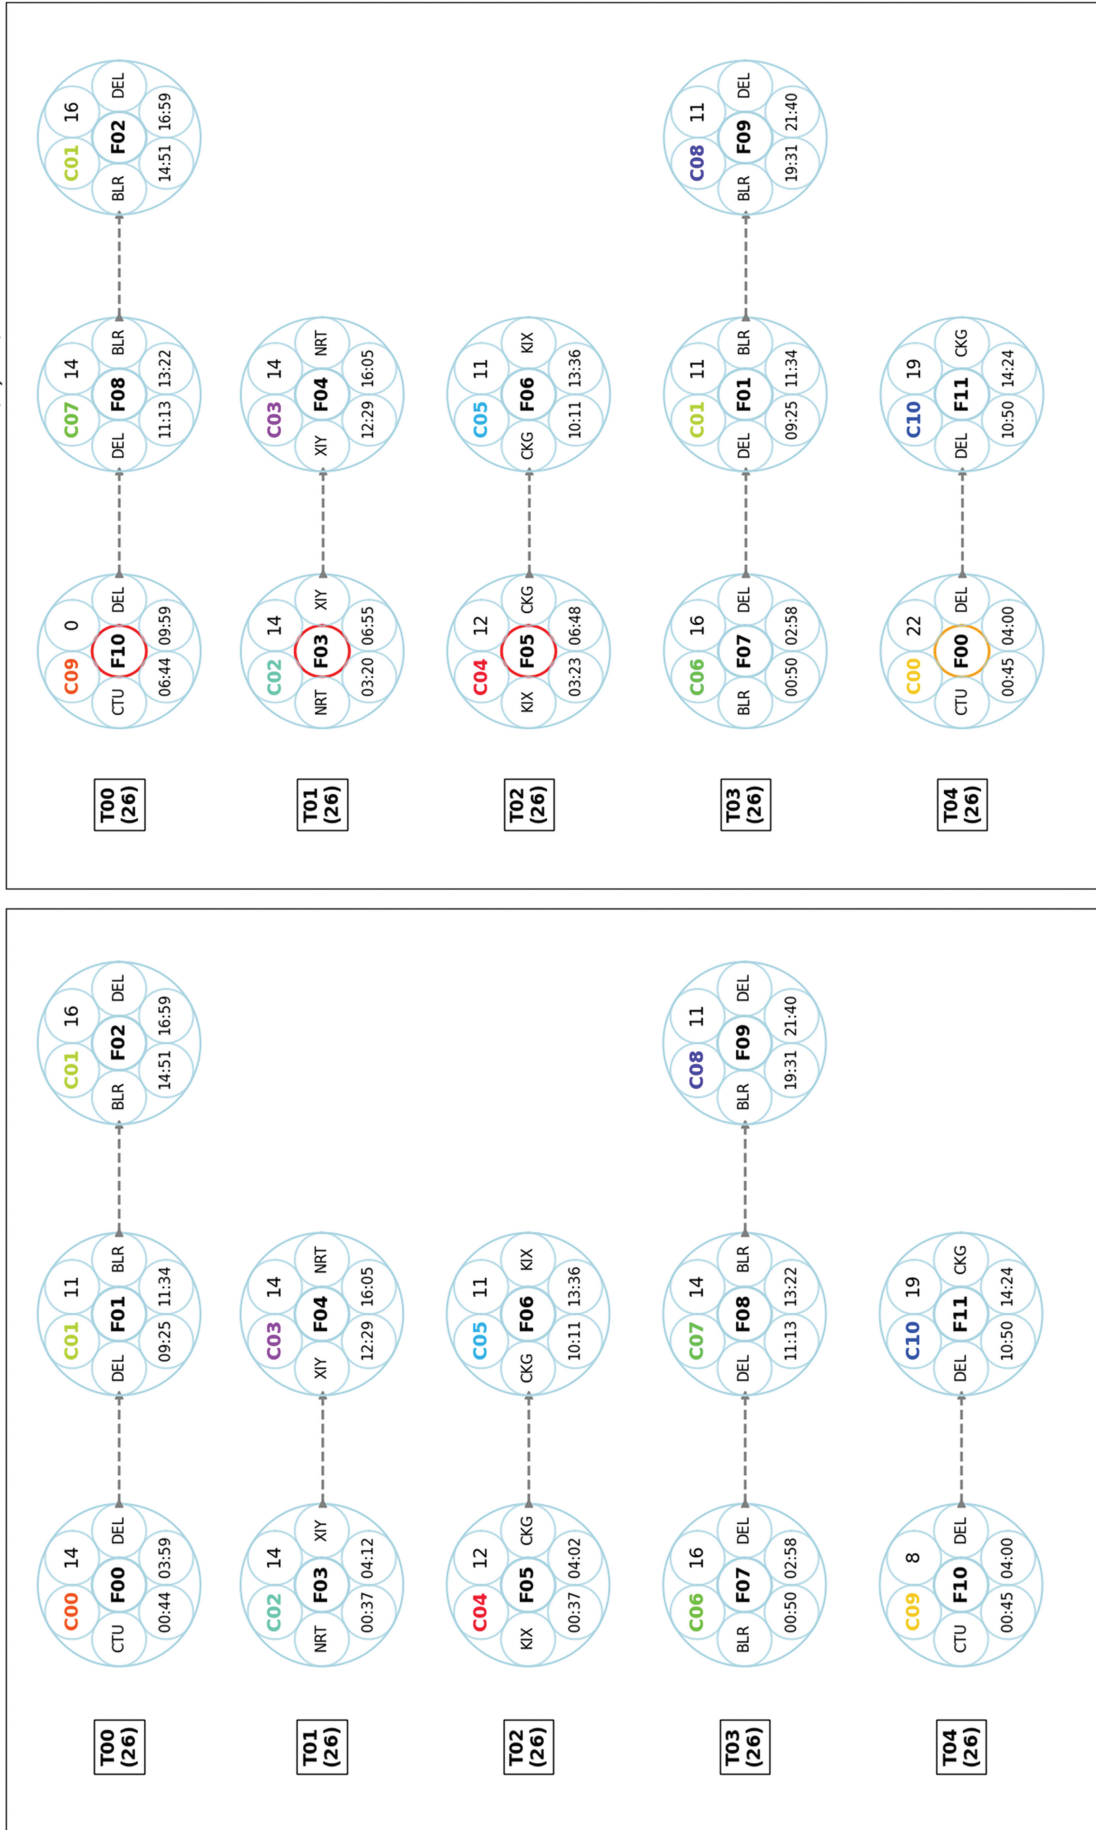 T00
(26)
C00 14
CTU F00 DEL
00:44 03:59
C01 11
DEL F01 BLR
09:25 11:34
C01 16
BLR F02 DEL
14:51 16:59
T01
(26)
C02 14
NRT F03 XIY
00:37 04:12
C03 14
XIY F04 NRT
12:29 16:05
T02
(26)
C04 12
KIX F05 CKG
00:37 04:02
C05 11
CKG F06 KIX
10:11 13:36
T03
(26)
C06 16
BLR F07 DEL
00:50 02:58
C07 14
DEL F08 BLR
11:13 13:22
C08 11
BLR F09 DEL
19:31 21:40
T04
(26)
C09 8
CTU F10 DEL
00:45 04:00
C10 19
DEL F11 CKG
10:50 14:24
T00
(26)
C09 0
CTU F10 DEL
06:44 09:59
C07 14
DEL F08 BLR
11:13 13:22
C01 16
BLR F02 DEL
14:51 16:59
T01
(26)
C02 14
NRT F03 XIY
03:20 06:55
C03 14
XIY F04 NRT
12:29 16:05
T02
(26)
C04 12
KIX F05 CKG
03:23 06:48
C05 11
CKG F06 KIX
10:11 13:36
T03
(26)
C06 16
BLR F07 DEL
00:50 02:58
C01 11
DEL F01 BLR
09:25 11:34
C08 11
BLR F09 DEL
19:31 21:40
T04
(26)
C00 22
CTU F00 DEL
00:45 04:00
C10 19
DEL F11 CKG
10:50 14:24